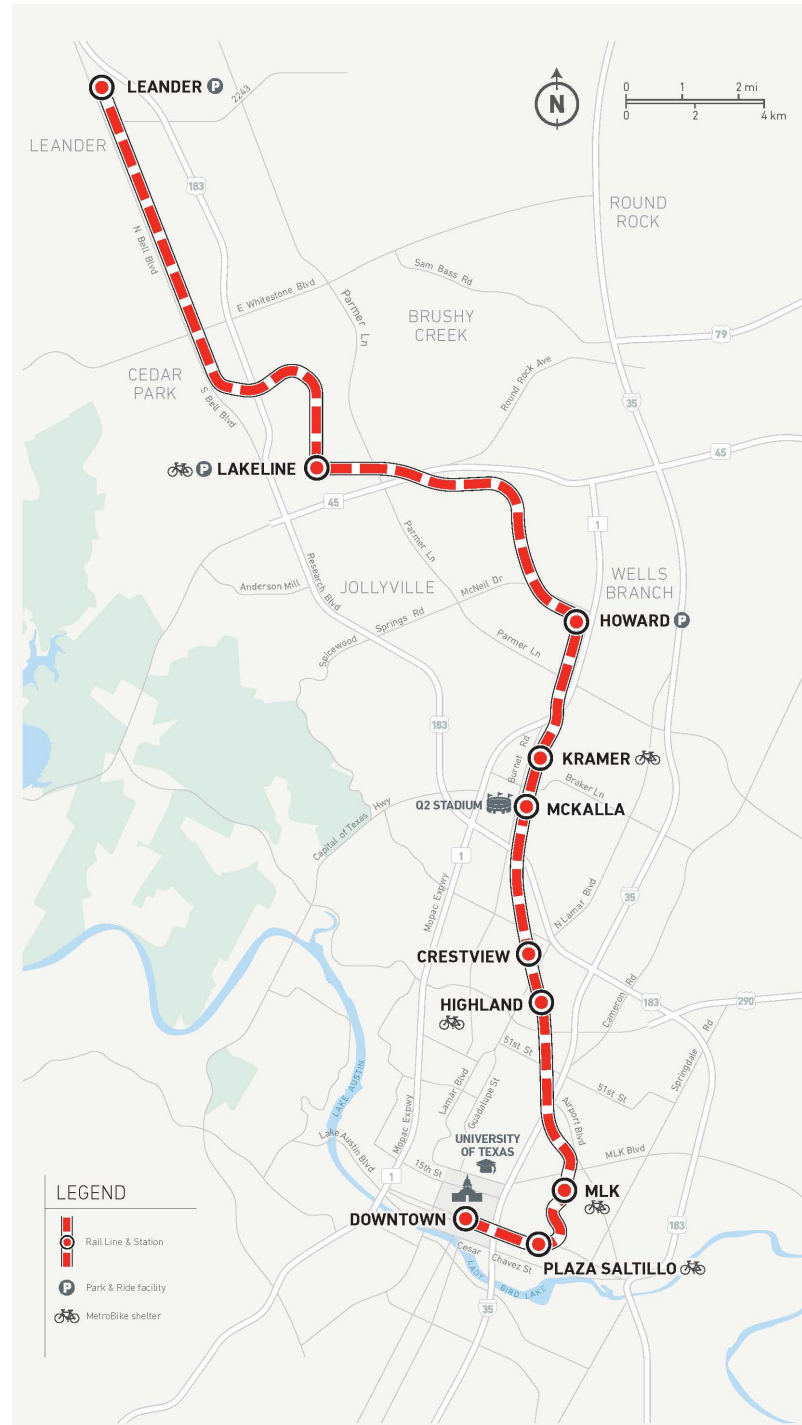 LEANDER P
2243
N
0 1 2 mi
0 2 4 km
LEANDER
183
ROUND
ROCK
N Bell Blvd
Sam Bass Rd
E Whitestone Blvd
Parmer Ln
BRUSHY
CREEK
79
CEDAR
PARK
S Bell Blvd
Round Rock Ave
35
P LAKELINE
45
45
1
Parmer Ln
Research Blvd
Anderson Mill
JOLLYVILLE
McNeil Dr
WELLS
BRANCH
Spicewood Springs Rd
HOWARD P
Parmer Ln
183
Burnet Rd
KRAMER
Braker Ln
Q2 STADIUM
MCKALLA
Capital of Texas Hwy
1
Mopac Expwy
N Lamar Blvd
35
CRESTVIEW
HIGHLAND
Cameron Rd
183
290
51st St
Springdale Rd
LAKE AUSTIN
Lamar Blvd
Guadalupe St
51st St
Airport Blvd
Mopac Expwy
Lake Austin Blvd
UNIVERSITY
OF TEXAS
15th St
MLK Blvd
1
MLK
DOWNTOWN
183
Cesar Chavez St
PLAZA SALTILLO
LADY BIRD LAKE
35
LEGEND
Rail Line & Station
P Park & Ride facility
MetroBike shelter